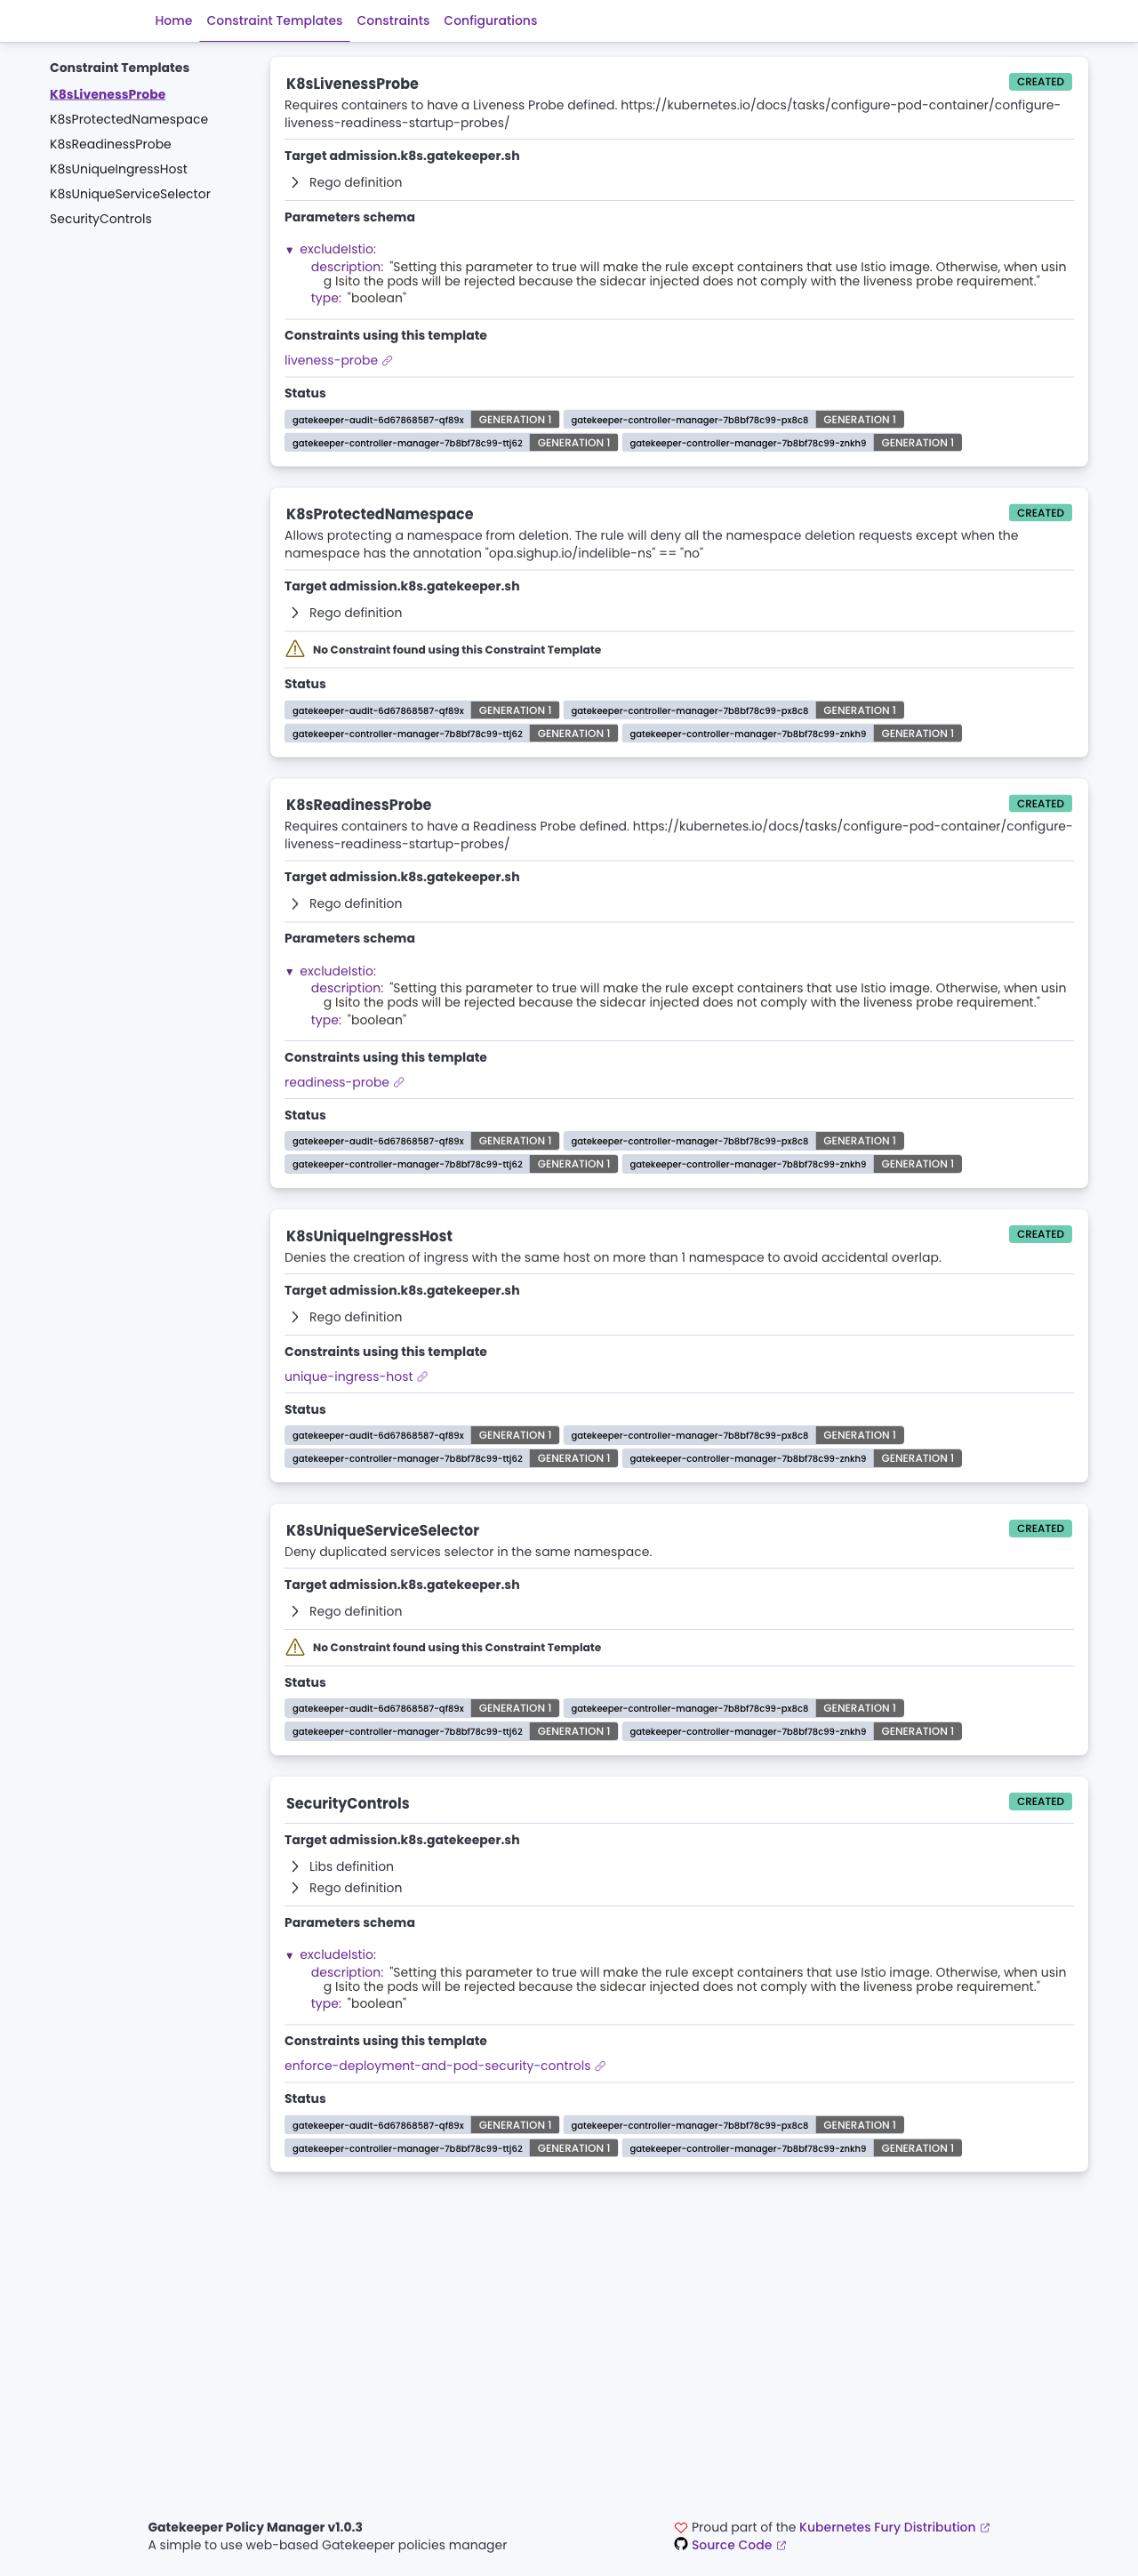 Home Constraint Templates Constraints Configurations
Constraint Templates
K8sLivenessProbe
K8sProtectedNamespace
K8sReadinessProbe
K8sUniqueIngressHost
K8sUniqueServiceSelector
SecurityControls
K8sLivenessProbe CREATED
Requires containers to have a Liveness Probe defined. https://kubernetes.io/docs/tasks/configure-pod-container/configure-
liveness-readiness-startup-probes/
Target admission.k8s.gatekeeper.sh
Rego definition
Parameters schema
▼ excludeIstio:
description: "Setting this parameter to true will make the rule except containers that use Istio image. Otherwise, when usin
g Isito the pods will be rejected because the sidecar injected does not comply with the liveness probe requirement."
type: "boolean"
Constraints using this template
liveness-probe
Status
gatekeeper-audit-6d67868587-qf89x GENERATION 1 gatekeeper-controller-manager-7b8bf78c99-px8c8 GENERATION 1
gatekeeper-controller-manager-7b8bf78c99-ttj62 GENERATION 1 gatekeeper-controller-manager-7b8bf78c99-znkh9 GENERATION 1
K8sProtectedNamespace CREATED
Allows protecting a namespace from deletion. The rule will deny all the namespace deletion requests except when the
namespace has the annotation "opa.sighup.io/indelible-ns" == "no"
Target admission.k8s.gatekeeper.sh
Rego definition
No Constraint found using this Constraint Template
Status
gatekeeper-audit-6d67868587-qf89x GENERATION 1 gatekeeper-controller-manager-7b8bf78c99-px8c8 GENERATION 1
gatekeeper-controller-manager-7b8bf78c99-ttj62 GENERATION 1 gatekeeper-controller-manager-7b8bf78c99-znkh9 GENERATION 1
K8sReadinessProbe CREATED
Requires containers to have a Readiness Probe defined. https://kubernetes.io/docs/tasks/configure-pod-container/configure-
liveness-readiness-startup-probes/
Target admission.k8s.gatekeeper.sh
Rego definition
Parameters schema
▼ excludeIstio:
description: "Setting this parameter to true will make the rule except containers that use Istio image. Otherwise, when usin
g Isito the pods will be rejected because the sidecar injected does not comply with the liveness probe requirement."
type: "boolean"
Constraints using this template
readiness-probe
Status
gatekeeper-audit-6d67868587-qf89x GENERATION 1 gatekeeper-controller-manager-7b8bf78c99-px8c8 GENERATION 1
gatekeeper-controller-manager-7b8bf78c99-ttj62 GENERATION 1 gatekeeper-controller-manager-7b8bf78c99-znkh9 GENERATION 1
K8sUniqueIngressHost CREATED
Denies the creation of ingress with the same host on more than 1 namespace to avoid accidental overlap.
Target admission.k8s.gatekeeper.sh
Rego definition
Constraints using this template
unique-ingress-host
Status
gatekeeper-audit-6d67868587-qf89x GENERATION 1 gatekeeper-controller-manager-7b8bf78c99-px8c8 GENERATION 1
gatekeeper-controller-manager-7b8bf78c99-ttj62 GENERATION 1 gatekeeper-controller-manager-7b8bf78c99-znkh9 GENERATION 1
K8sUniqueServiceSelector CREATED
Deny duplicated services selector in the same namespace.
Target admission.k8s.gatekeeper.sh
Rego definition
No Constraint found using this Constraint Template
Status
gatekeeper-audit-6d67868587-qf89x GENERATION 1 gatekeeper-controller-manager-7b8bf78c99-px8c8 GENERATION 1
gatekeeper-controller-manager-7b8bf78c99-ttj62 GENERATION 1 gatekeeper-controller-manager-7b8bf78c99-znkh9 GENERATION 1
SecurityControls CREATED
Target admission.k8s.gatekeeper.sh
Libs definition
Rego definition
Parameters schema
▼ excludeIstio:
description: "Setting this parameter to true will make the rule except containers that use Istio image. Otherwise, when usin
g Isito the pods will be rejected because the sidecar injected does not comply with the liveness probe requirement."
type: "boolean"
Constraints using this template
enforce-deployment-and-pod-security-controls
Status
gatekeeper-audit-6d67868587-qf89x GENERATION 1 gatekeeper-controller-manager-7b8bf78c99-px8c8 GENERATION 1
gatekeeper-controller-manager-7b8bf78c99-ttj62 GENERATION 1 gatekeeper-controller-manager-7b8bf78c99-znkh9 GENERATION 1
Gatekeeper Policy Manager v1.0.3
A simple to use web-based Gatekeeper policies manager
Proud part of the Kubernetes Fury Distribution
Source Code